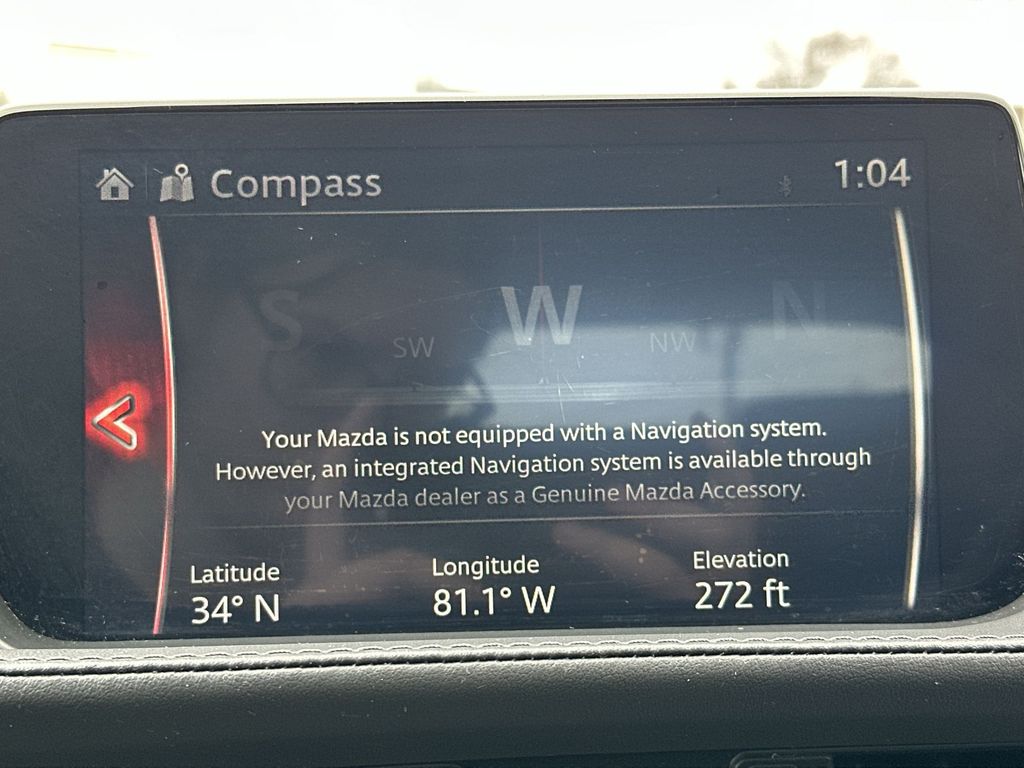 Compass
1:04
S
SW
W
NW
N
Your Mazda is not equipped with a Navigation system.
However, an integrated Navigation system is available through
your Mazda dealer as a Genuine Mazda Accessory.
Latitude
34° N
Longitude
81.1° W
Elevation
272 ft